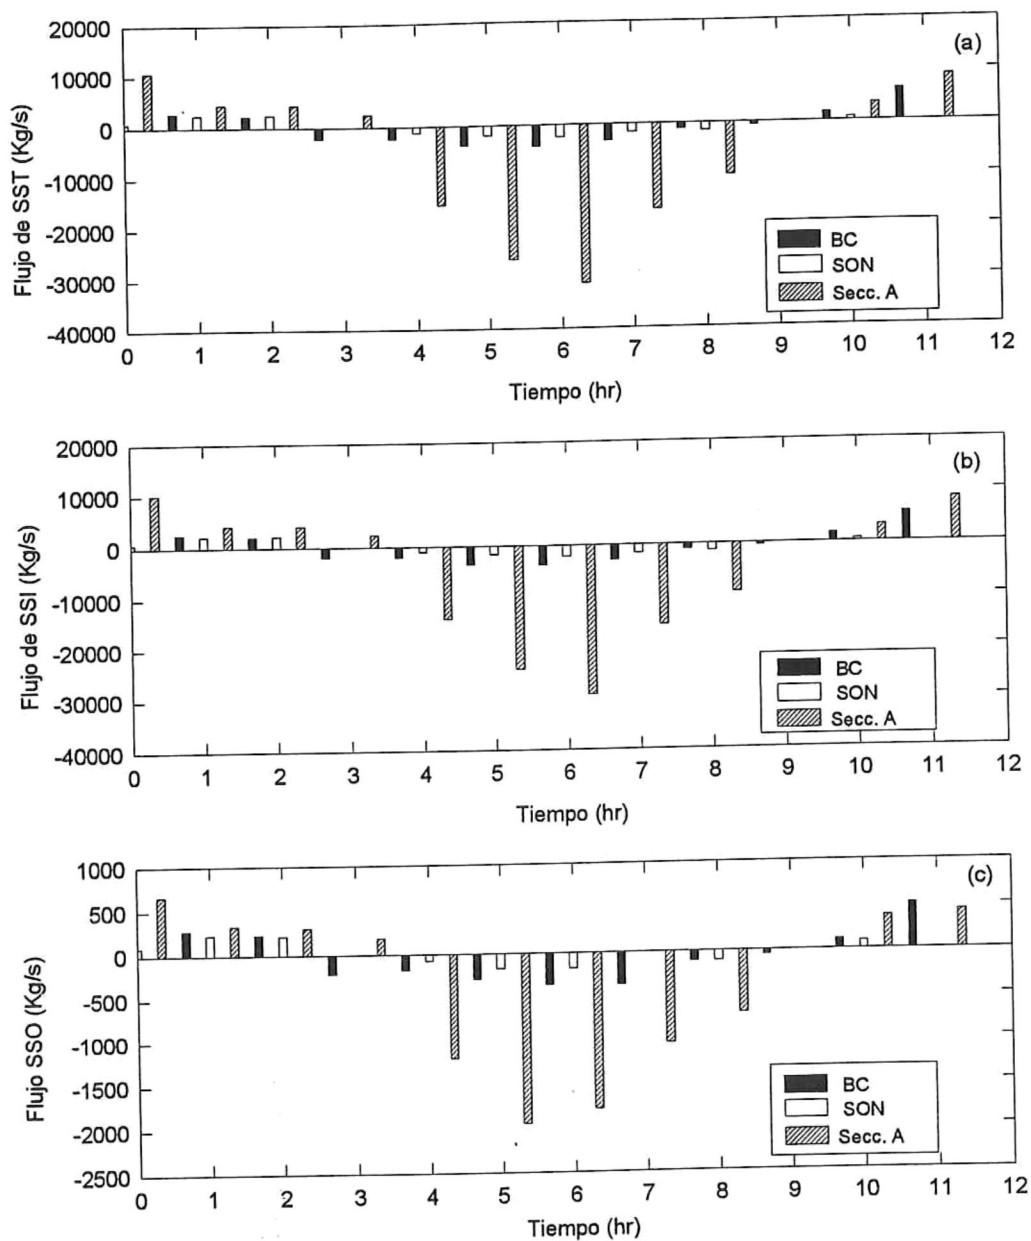 (a)
20000
10000
0
-10000
-20000
-30000
-40000
Flujo de SST (Kg/s)
BC
SON
Secc. A
0 1 2 3 4 5 6 7 8 9 10 11 12
Tiempo (hr)
(b)
20000
10000
0
-10000
-20000
-30000
-40000
Flujo de SSI (Kg/s)
BC
SON
Secc. A
0 1 2 3 4 5 6 7 8 9 10 11 12
Tiempo (hr)
(c)
1000
500
0
-500
-1000
-1500
-2000
-2500
Flujo SSO (Kg/s)
BC
SON
Secc. A
0 1 2 3 4 5 6 7 8 9 10 11 12
Tiempo (hr)